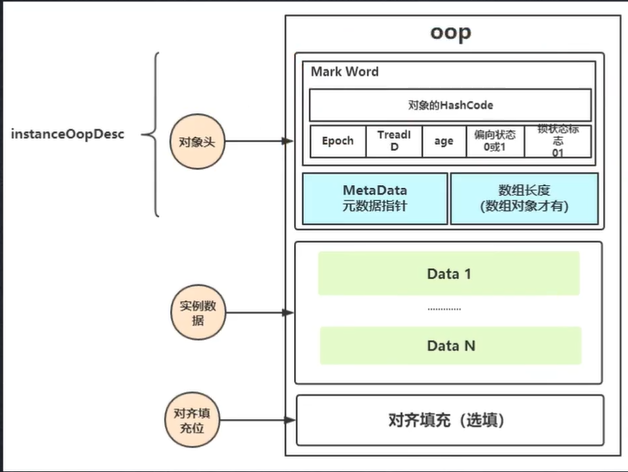 oop
Mark Word
对象的HashCode
instanceOopDesc
对象头
Epoch
TreadI
D
age
偏向状态
0或1
锁状态标
志
01
MetaData
元数据指针
数组长度
(数组对象才有)
Data 1
.............
实例数
据
Data N
对齐填
充位
对齐填充（选填）